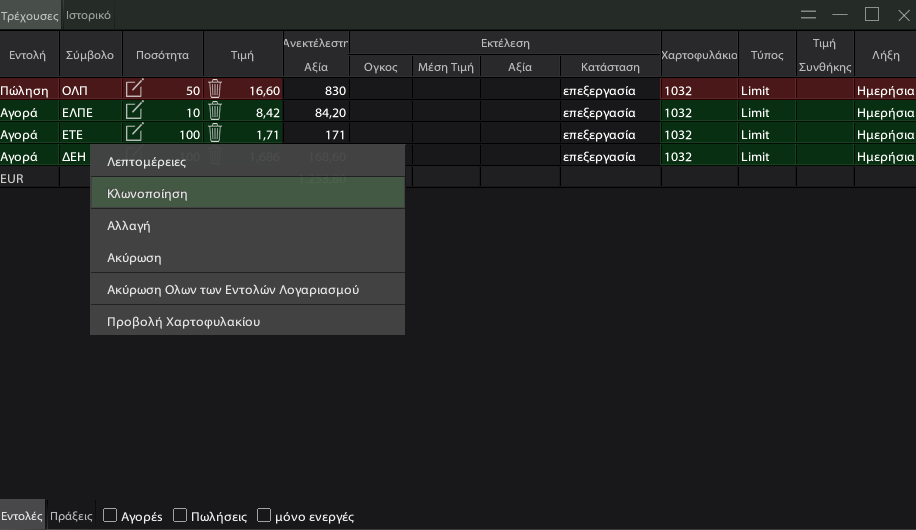 Τρέχουσες Ιστορικό
Εντολή Σύμβολο Ποσότητα Τιμή Ανεκτέλεστη Αξία Εκτέλεση Χαρτοφυλάκιο Τύπος Τιμή Συνθήκης Λήξη
Ογκος Μέση Τιμή Αξία Κατάσταση
Πώληση ΟΛΠ 50 16,60 830 επεξεργασία 1032 Limit Ημερήσια
Αγορά ΕΛΠΕ 10 8,42 84,20 επεξεργασία 1032 Limit Ημερήσια
Αγορά ΕΤΕ 100 1,71 171 επεξεργασία 1032 Limit Ημερήσια
Αγορά ΔΕΗ 100 1,686 168,60 επεξεργασία 1032 Limit Ημερήσια
EUR
Λεπτομέρειες
Κλωνοποίηση
Αλλαγή
Ακύρωση
Ακύρωση Ολων των Εντολών Λογαριασμού
Προβολή Χαρτοφυλακίου
Εντολές Πράξεις Αγορές Πωλήσεις μόνο ενεργές